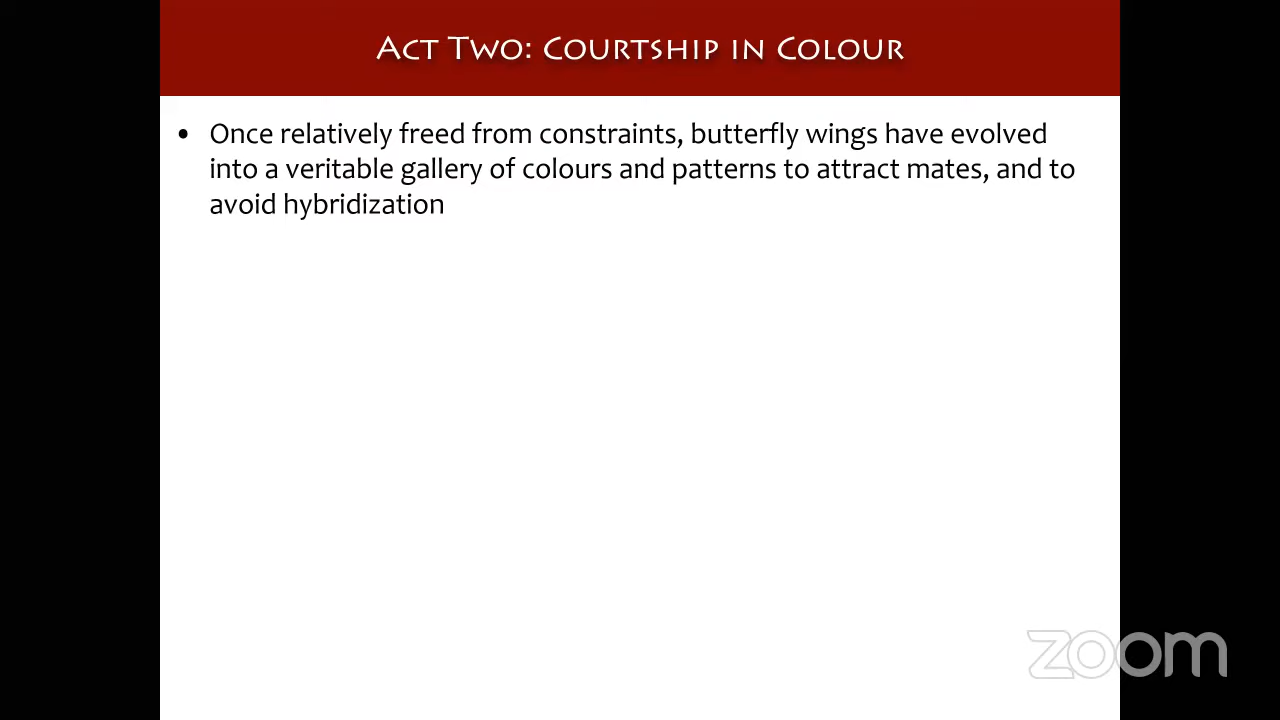 Act Two: Courtship in Colour
• Once relatively freed from constraints, butterfly wings have evolved
into a veritable gallery of colours and patterns to attract mates, and to
avoid hybridization
zoom